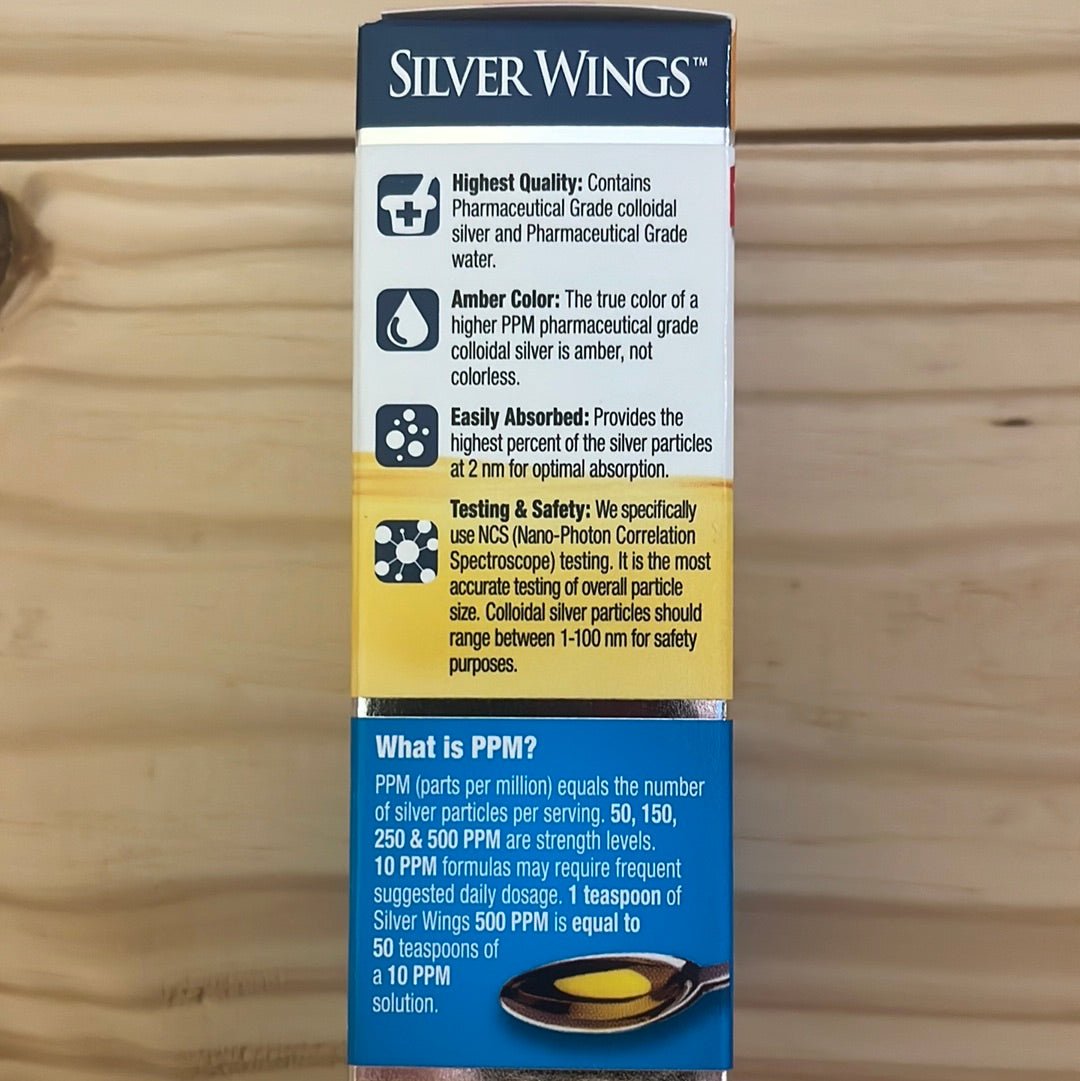 SILVER WINGS™
Highest Quality: Contains
Pharmaceutical Grade colloidal
silver and Pharmaceutical Grade
water.
Amber Color: The true color of a
higher PPM pharmaceutical grade
colloidal silver is amber, not
colorless.
Easily Absorbed: Provides the
highest percent of the silver particles
at 2 nm for optimal absorption.
Testing & Safety: We specifically
use NCS (Nano-Photon Correlation
Spectroscope) testing. It is the most
accurate testing of overall particle
size. Colloidal silver particles should
range between 1-100 nm for safety
purposes.
What is PPM?
PPM (parts per million) equals the number
of silver particles per serving. 50, 150,
250 & 500 PPM are strength levels.
10 PPM formulas may require frequent
suggested daily dosage. 1 teaspoon of
Silver Wings 500 PPM is equal to
50 teaspoons of
a 10 PPM
solution.